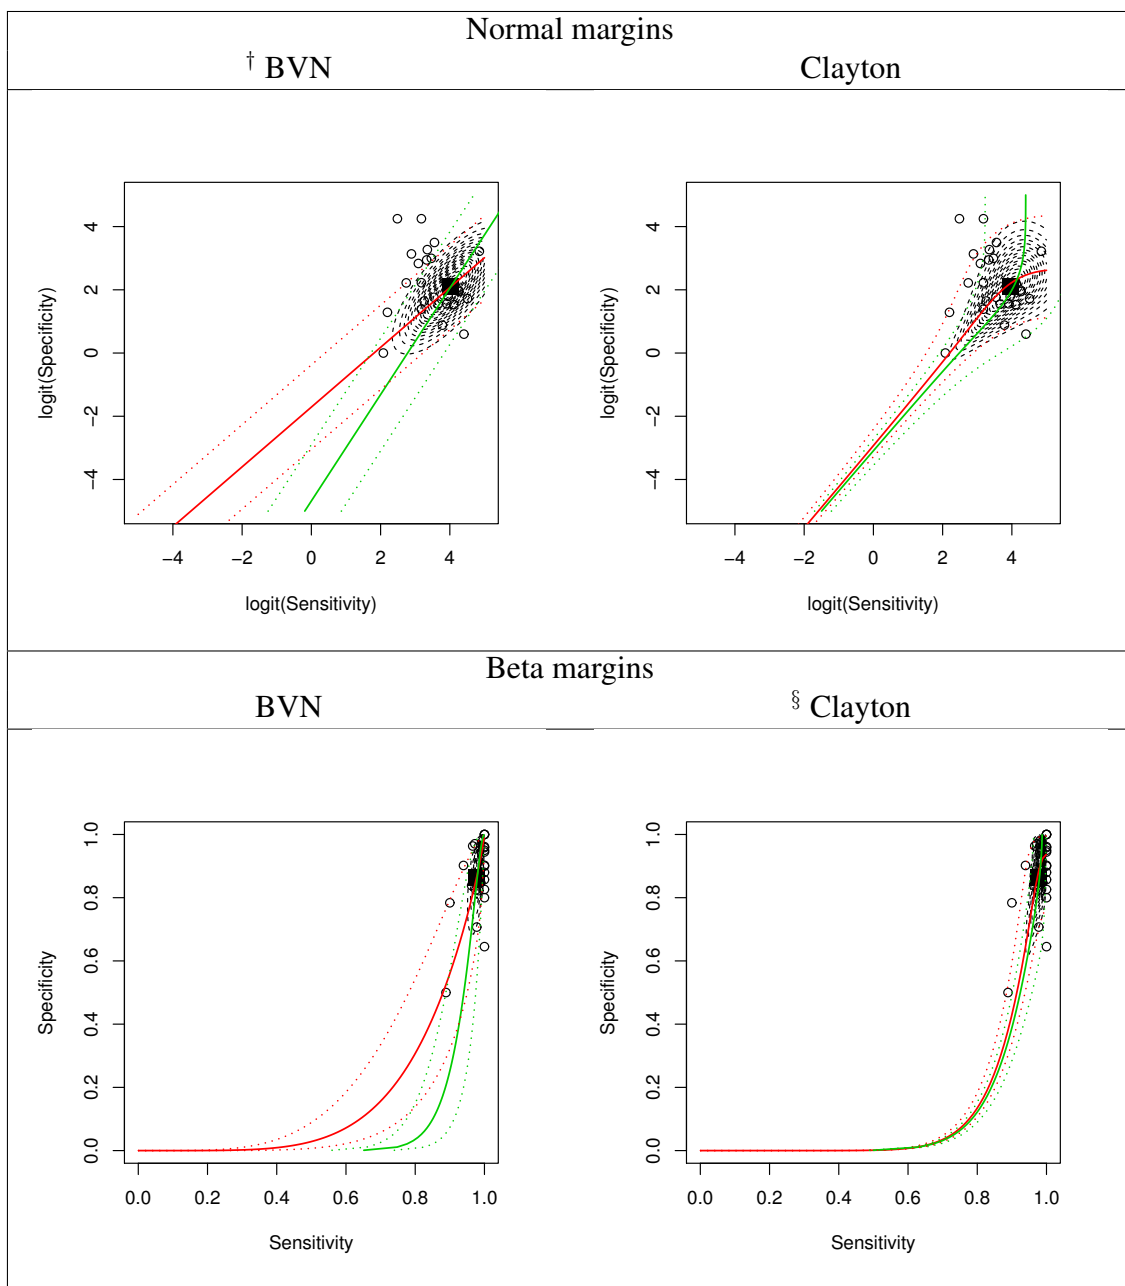 Normal margins
† BVN Clayton
logit(Specificity)
4
2
0
−2
−4
−4 −2 0 2 4
logit(Sensitivity)
logit(Specificity)
4
2
0
−2
−4
−4 −2 0 2 4
logit(Sensitivity)
Beta margins
BVN § Clayton
Specificity
1.0
0.8
0.6
0.4
0.2
0.0
0.0 0.2 0.4 0.6 0.8 1.0
Sensitivity
Specificity
1.0
0.8
0.6
0.4
0.2
0.0
0.0 0.2 0.4 0.6 0.8 1.0
Sensitivity